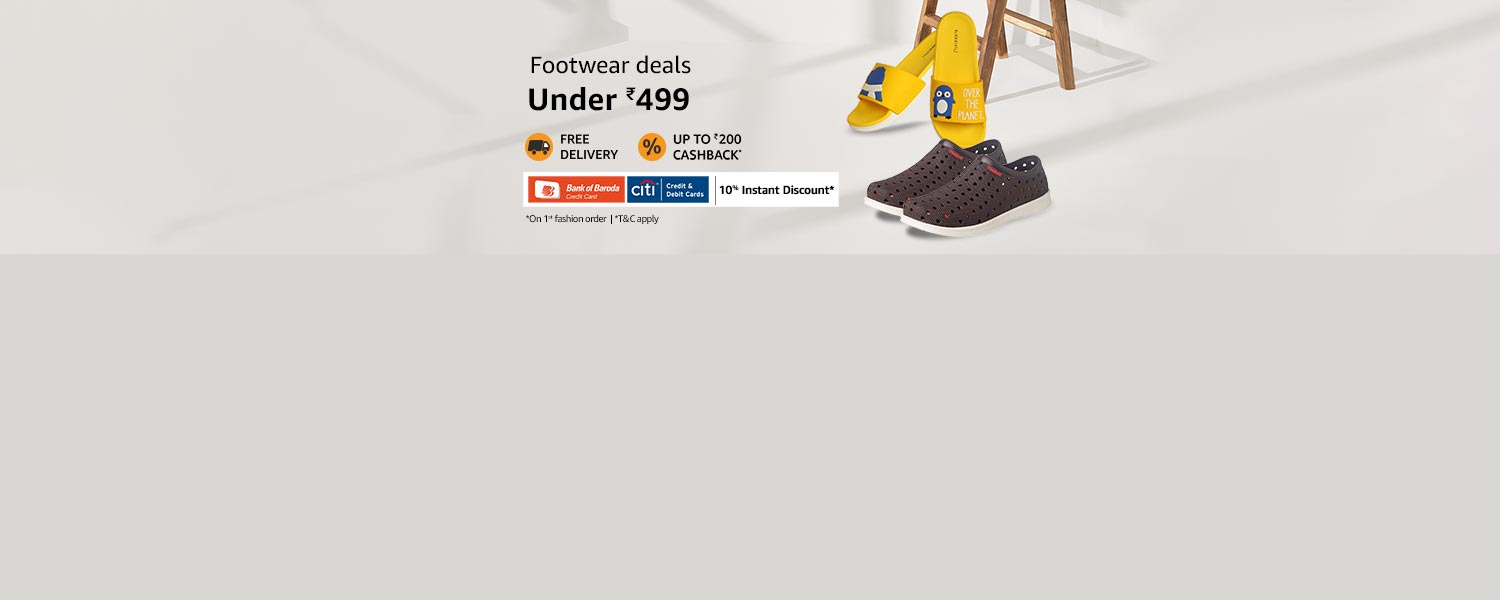 Footwear deals
Under ₹499
FREE DELIVERY
UP TO ₹200 CASHBACK*
Bank of Baroda
Credit Card
citi
Credit & Debit Cards
10% Instant Discount*
*On 1st fashion order | *T&C apply
OVER
THE
PLANET